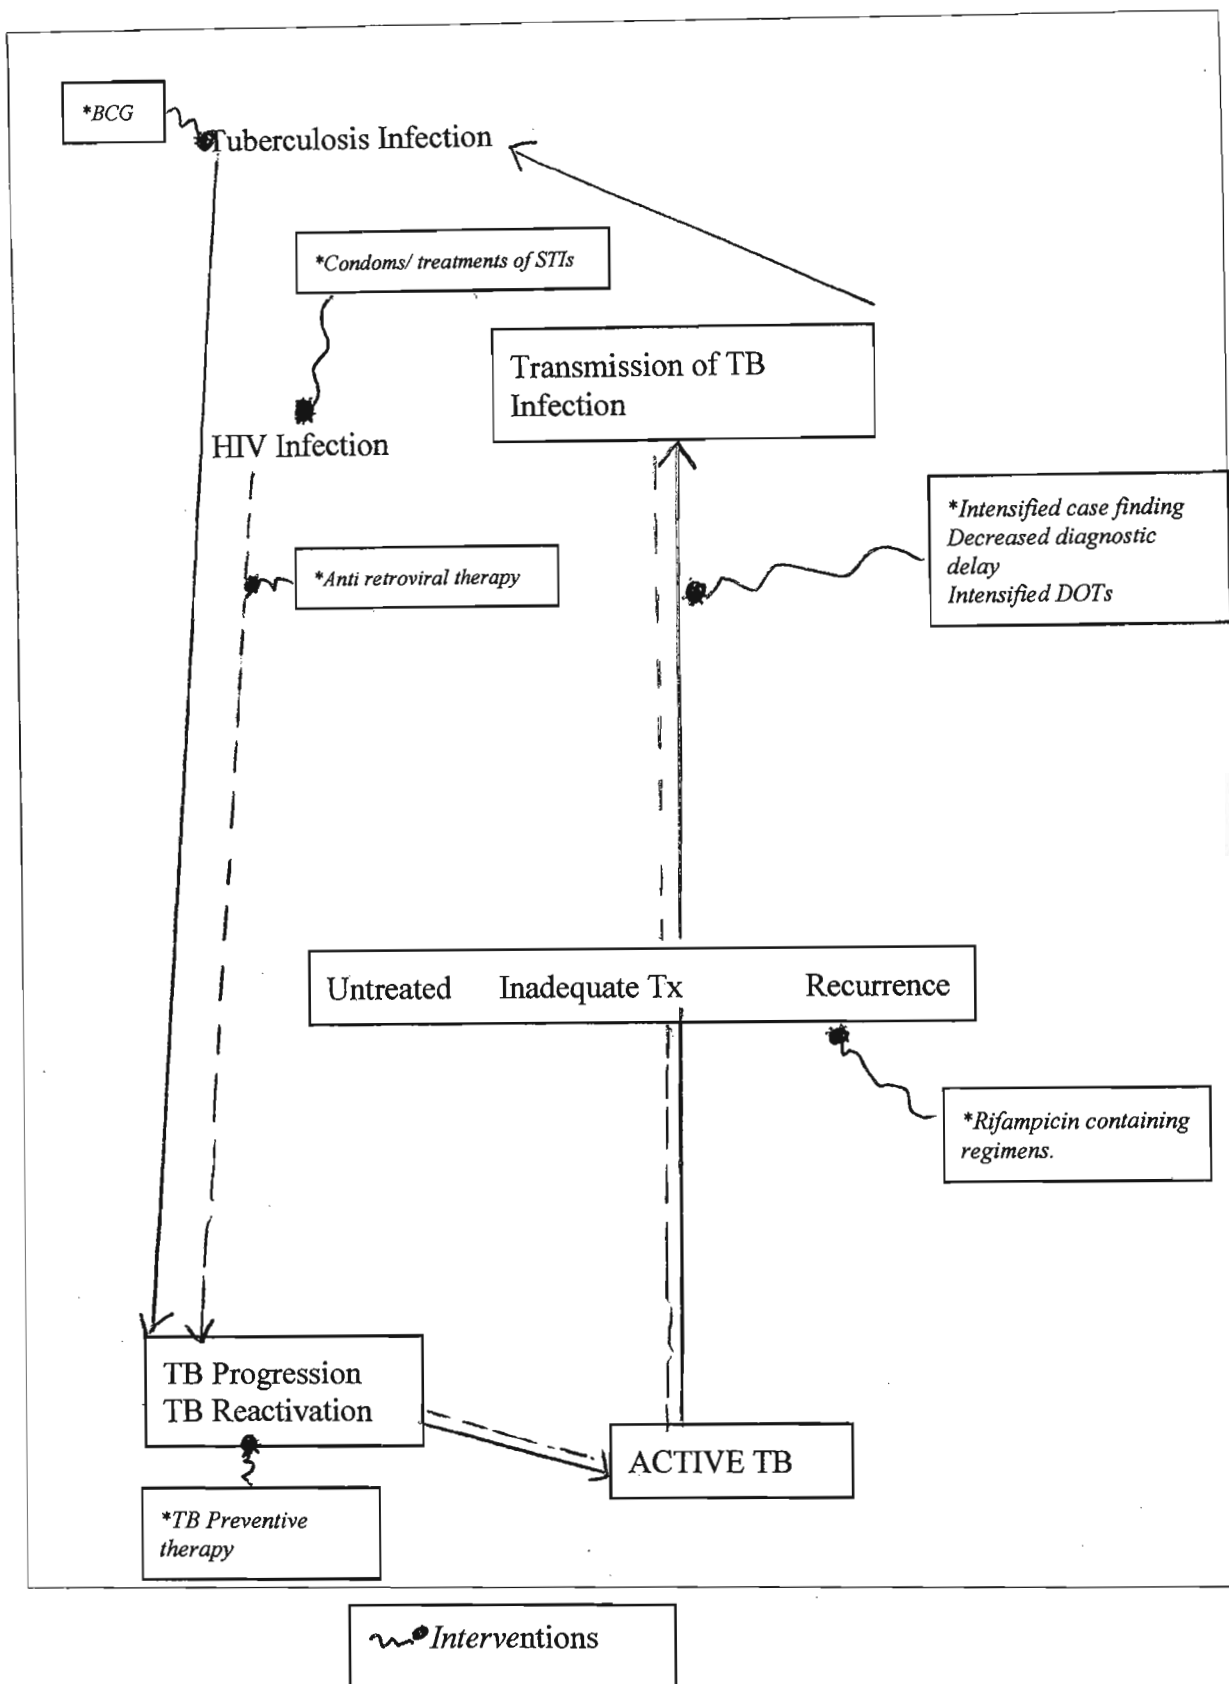 *BCG
Tuberculosis Infection
*Condoms/ treatments of STIs
Transmission of TB
Infection
HIV Infection
*Intensified case finding
Decreased diagnostic
delay
Intensified DOTs
*Anti retroviral therapy
Untreated Inadequate Tx Recurrence
*Rifampicin containing
regimens.
TB Progression
TB Reactivation
ACTIVE TB
*TB Preventive
therapy
Interventions